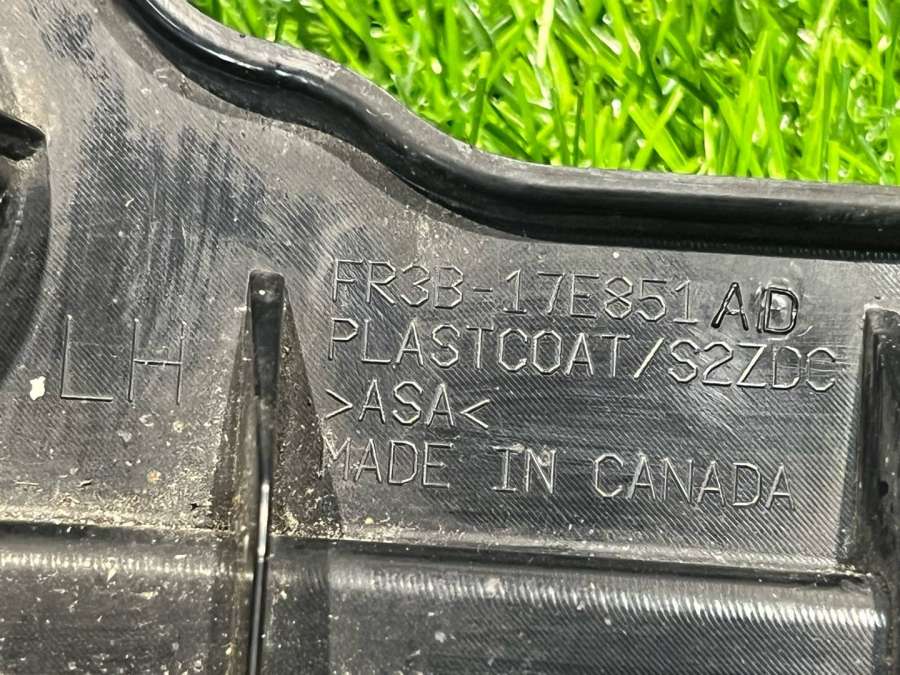 LH
FR3B-17E851 AD
PLASTCOAT/S2ZDC
>ASA<
MADE IN CANADA